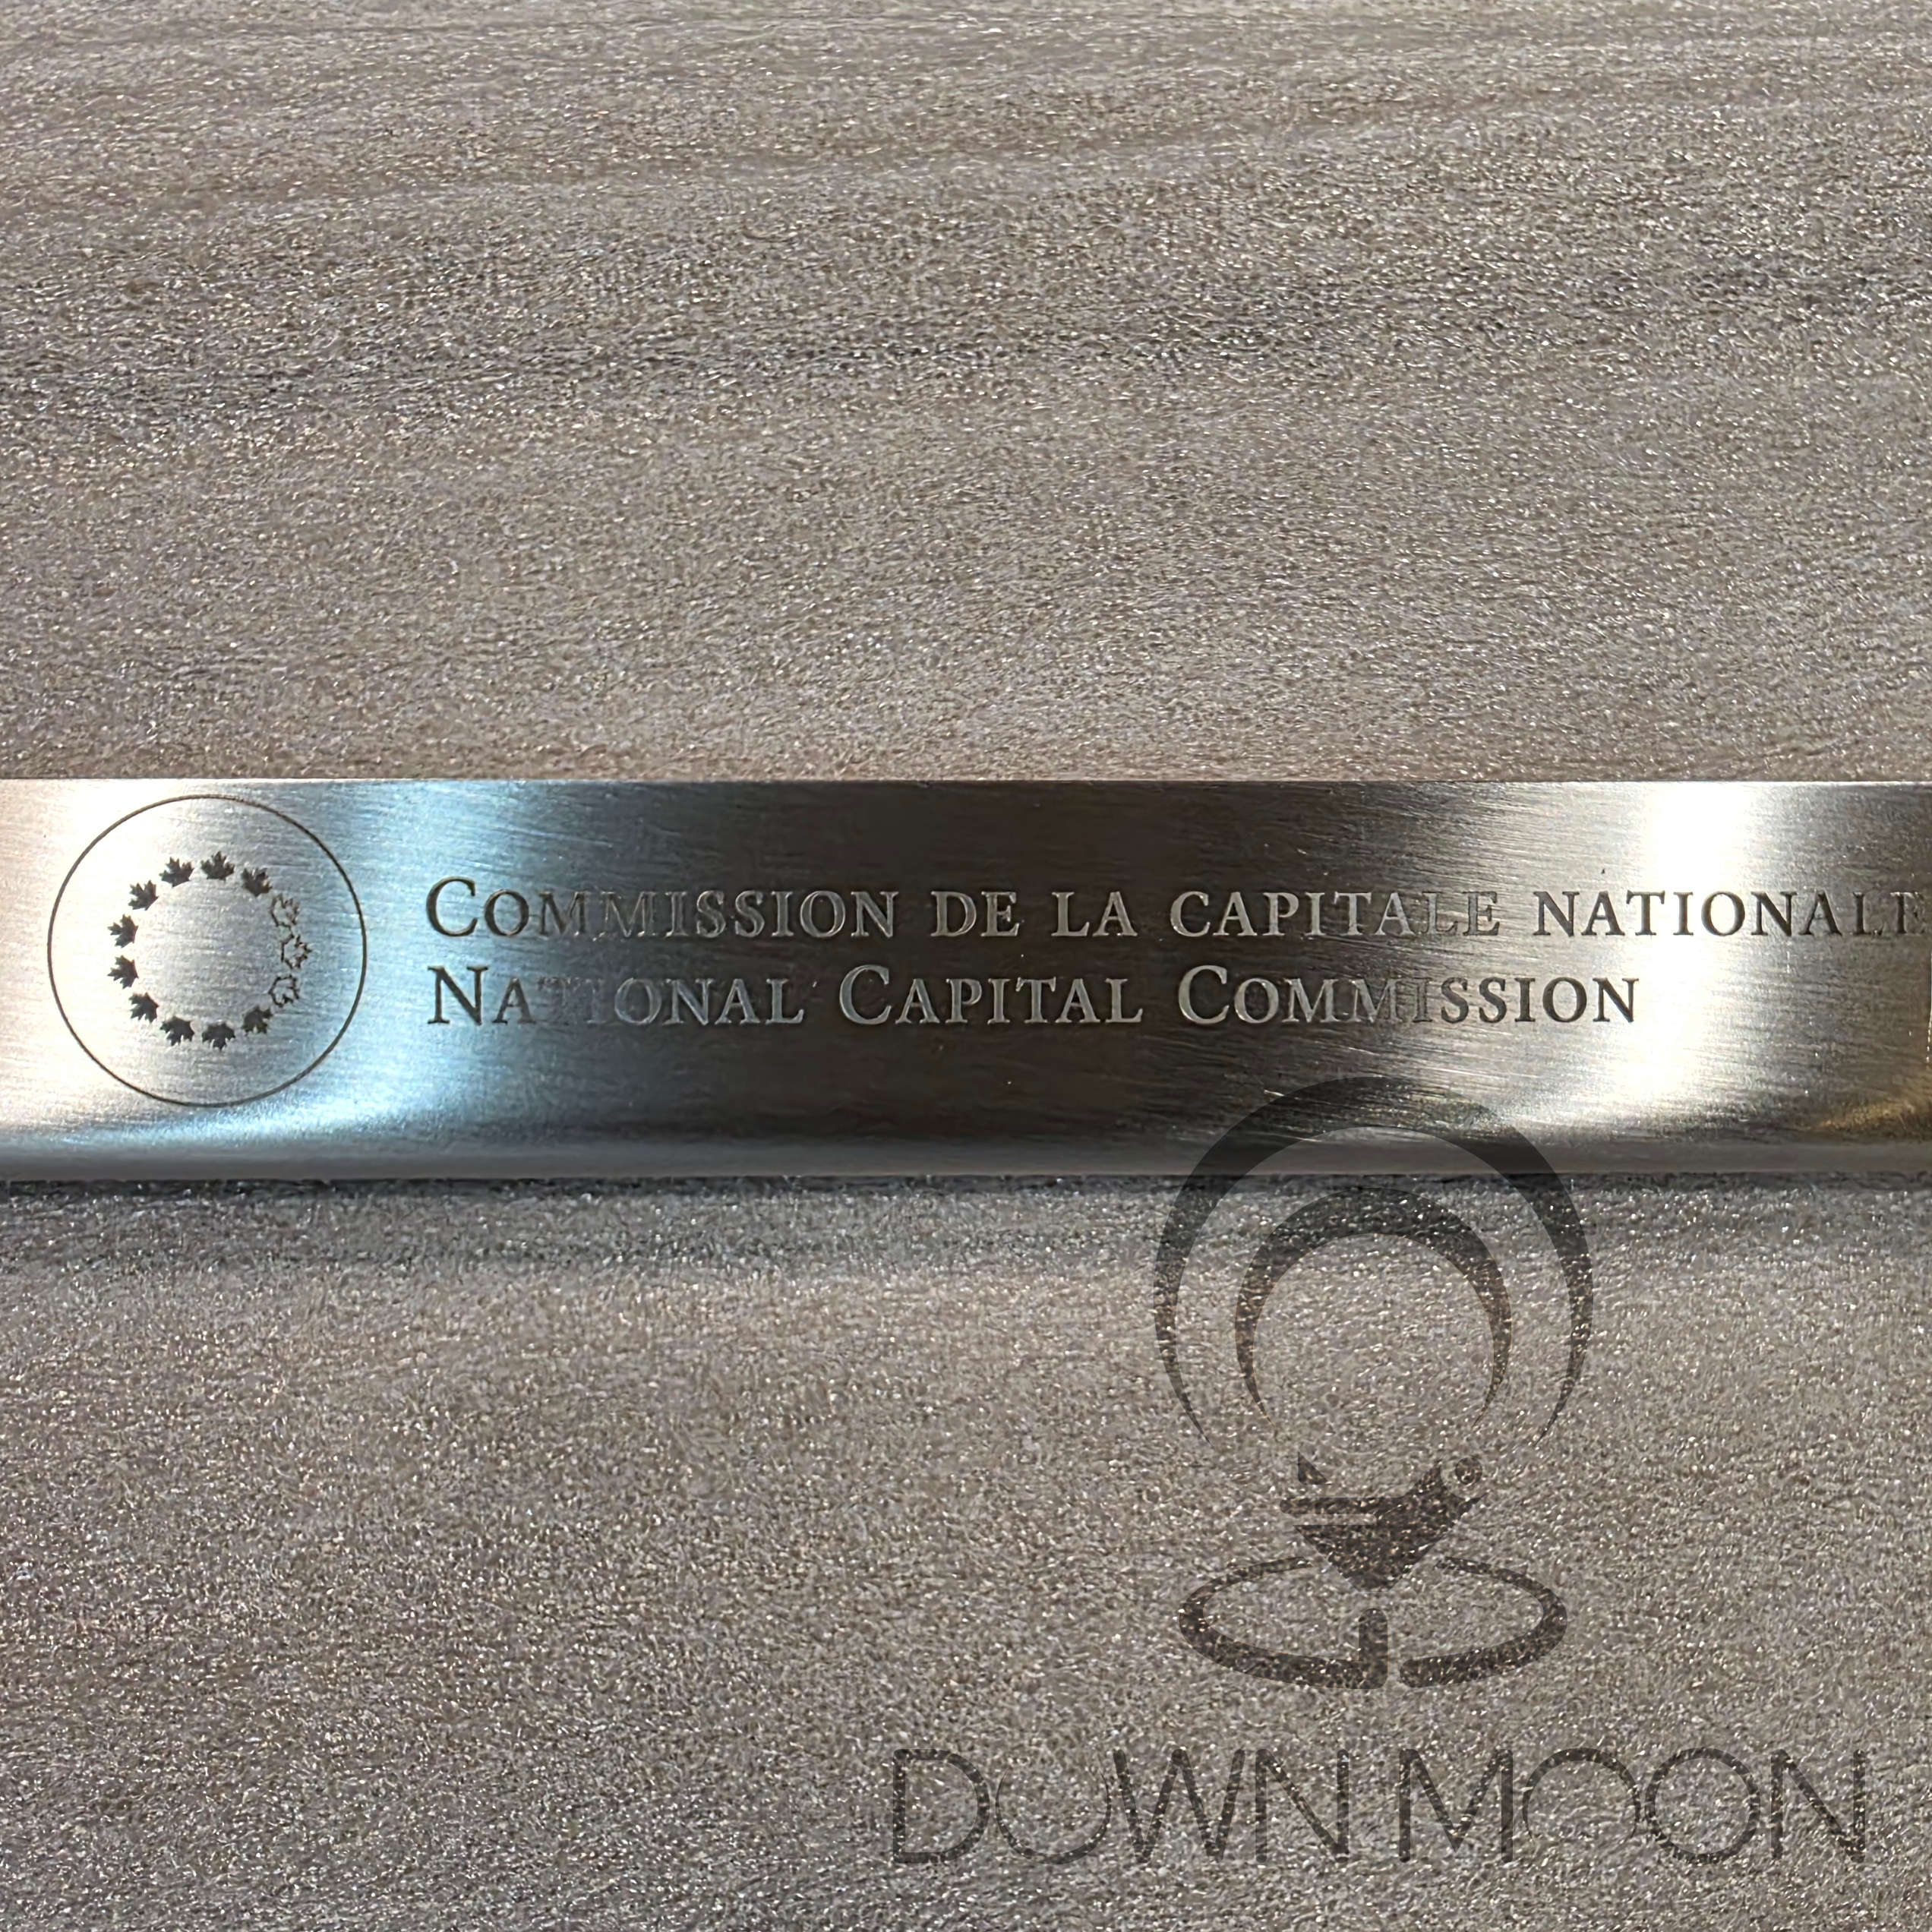 COMMISSION DE LA CAPITALE NATIONALE
NATIONAL CAPITAL COMMISSION
DOWN MOON